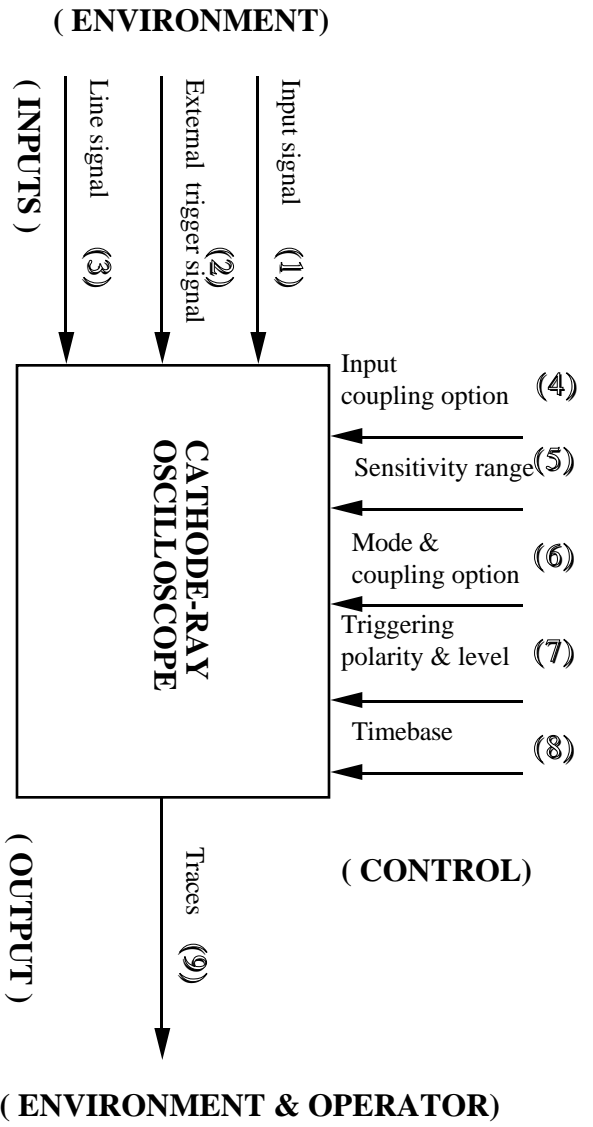 ( ENVIRONMENT)
( INPUTS )
Line signal (3)
External trigger signal (2)
Input signal (1)
Input
coupling option (4)
Sensitivity range (5)
Mode &
coupling option (6)
Triggering
polarity & level (7)
Timebase (8)
CATHODE-RAY
OSCILLOSCOPE
( CONTROL)
( OUTPUT )
Traces (9)
( ENVIRONMENT & OPERATOR)